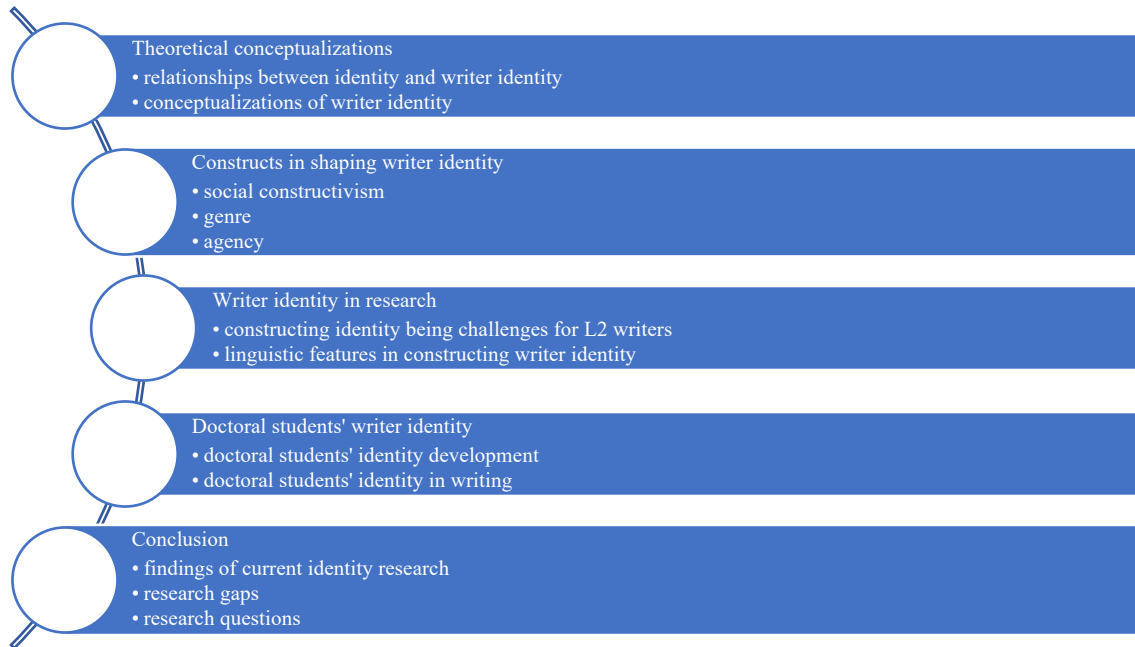 Theoretical conceptualizations
• relationships between identity and writer identity
• conceptualizations of writer identity
Constructs in shaping writer identity
• social constructivism
• genre
• agency
Writer identity in research
• constructing identity being challenges for L2 writers
• linguistic features in constructing writer identity
Doctoral students' writer identity
• doctoral students' identity development
• doctoral students' identity in writing
Conclusion
• findings of current identity research
• research gaps
• research questions